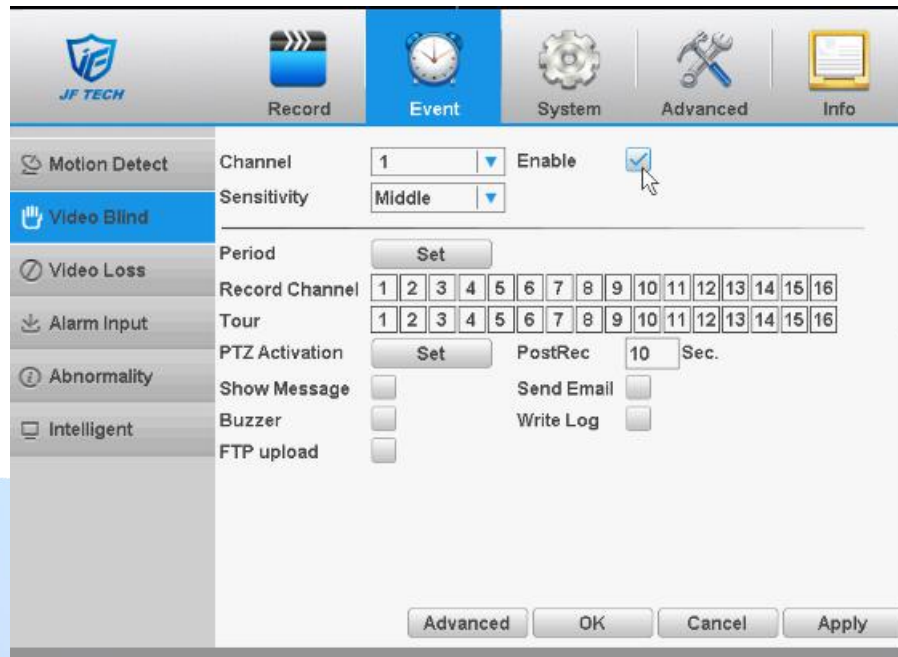 JF TECH
Record Event System Advanced Info
Motion Detect
Video Blind
Video Loss
Alarm Input
Abnormality
Intelligent
Channel 1 Enable
Sensitivity Middle
Period Set
Record Channel 1 2 3 4 5 6 7 8 9 10 11 12 13 14 15 16
Tour 1 2 3 4 5 6 7 8 9 10 11 12 13 14 15 16
PTZ Activation Set PostRec 10 Sec.
Show Message Send Email
Buzzer Write Log
FTP upload
Advanced OK Cancel Apply